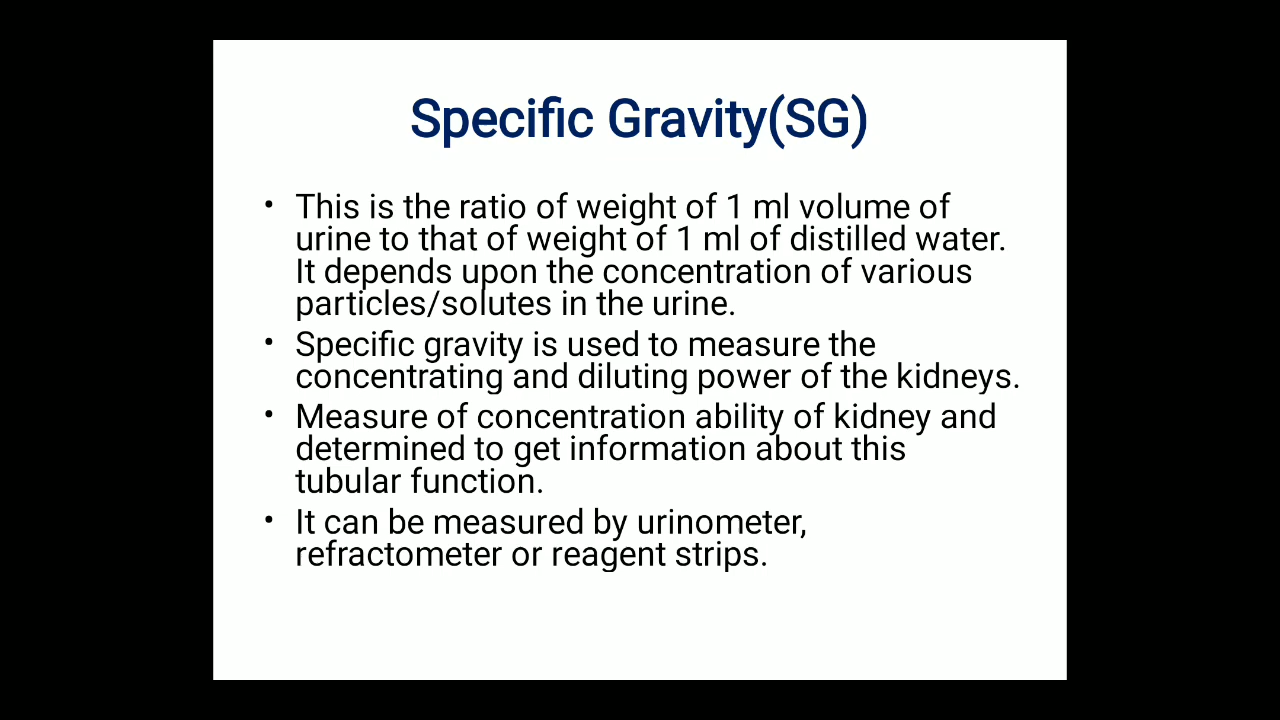 Specific Gravity(SG)
• This is the ratio of weight of 1 ml volume of
urine to that of weight of 1 ml of distilled water.
It depends upon the concentration of various
particles/solutes in the urine.
• Specific gravity is used to measure the
concentrating and diluting power of the kidneys.
• Measure of concentration ability of kidney and
determined to get information about this
tubular function.
• It can be measured by urinometer,
refractometer or reagent strips.